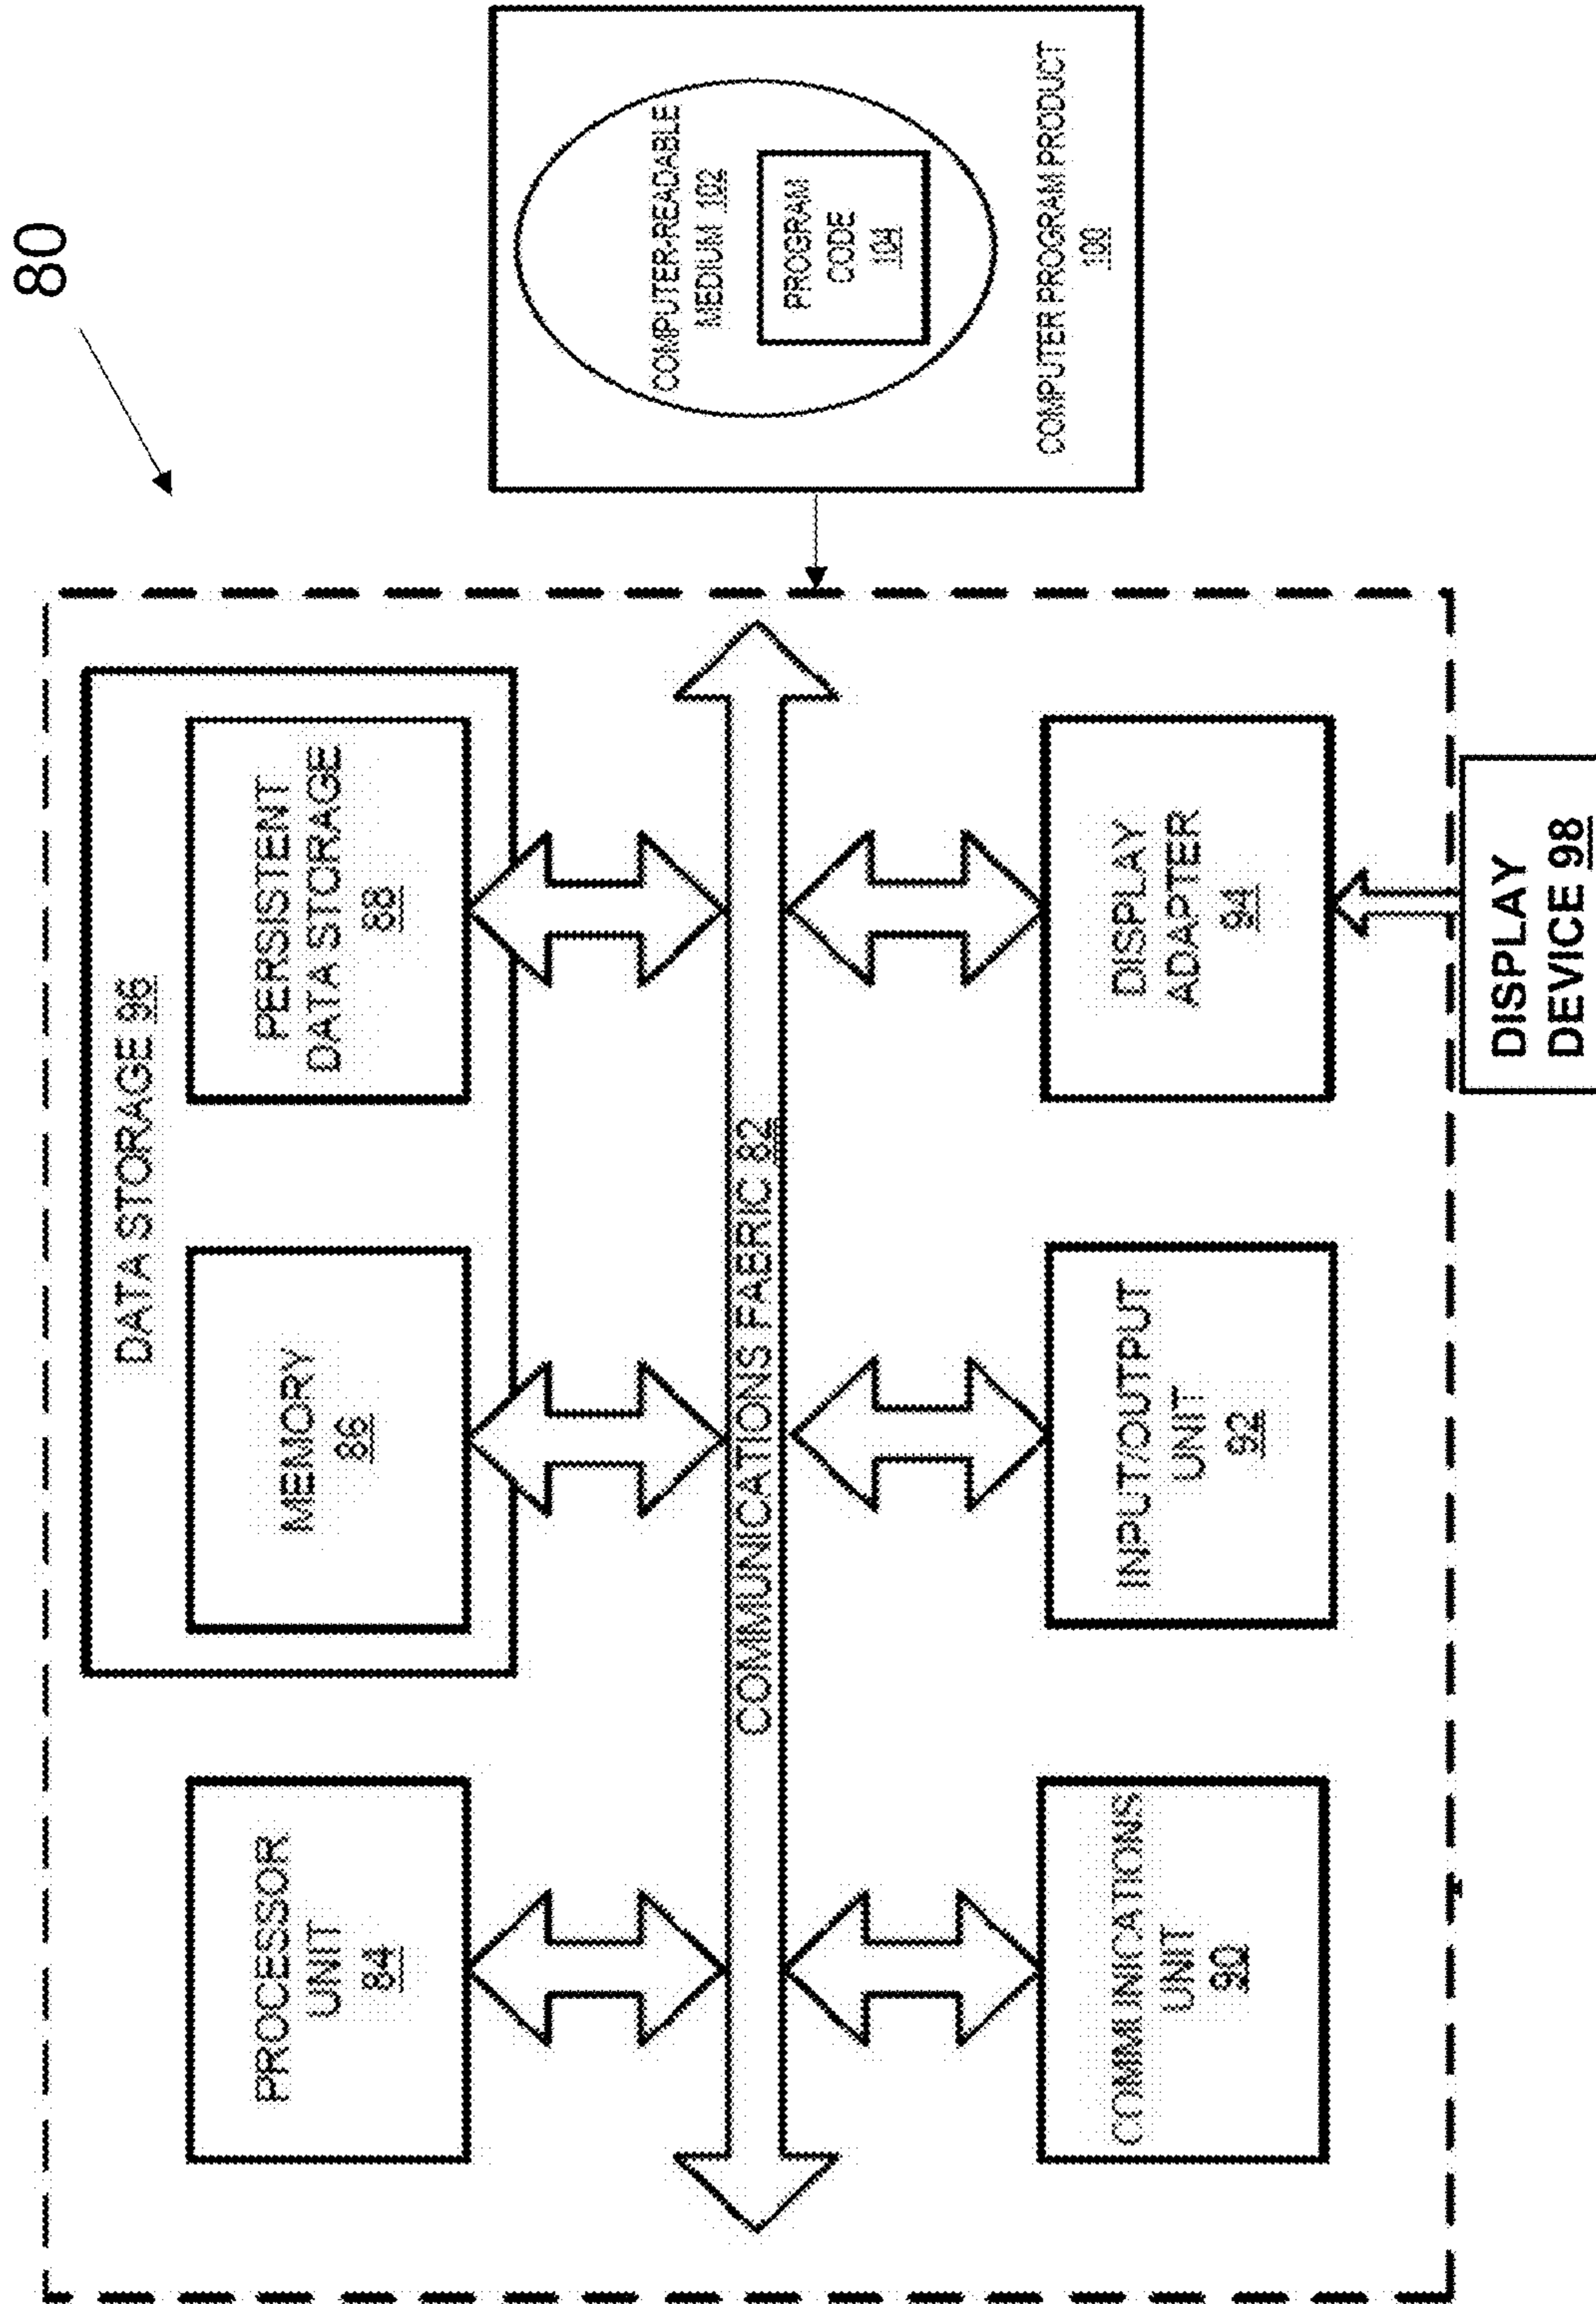 80
DATA STORAGE 96
PROCESSOR
UNIT
84
MEMORY
86
PERSISTENT
DATA STORAGE
88
COMMUNICATIONS FABRIC 82
COMMUNICATIONS
UNIT
90
INPUT/OUTPUT
UNIT
92
DISPLAY
ADAPTER
94
DISPLAY
DEVICE 98
COMPUTER-READABLE
MEDIUM 102
PROGRAM
CODE
104
COMPUTER PROGRAM PRODUCT
100